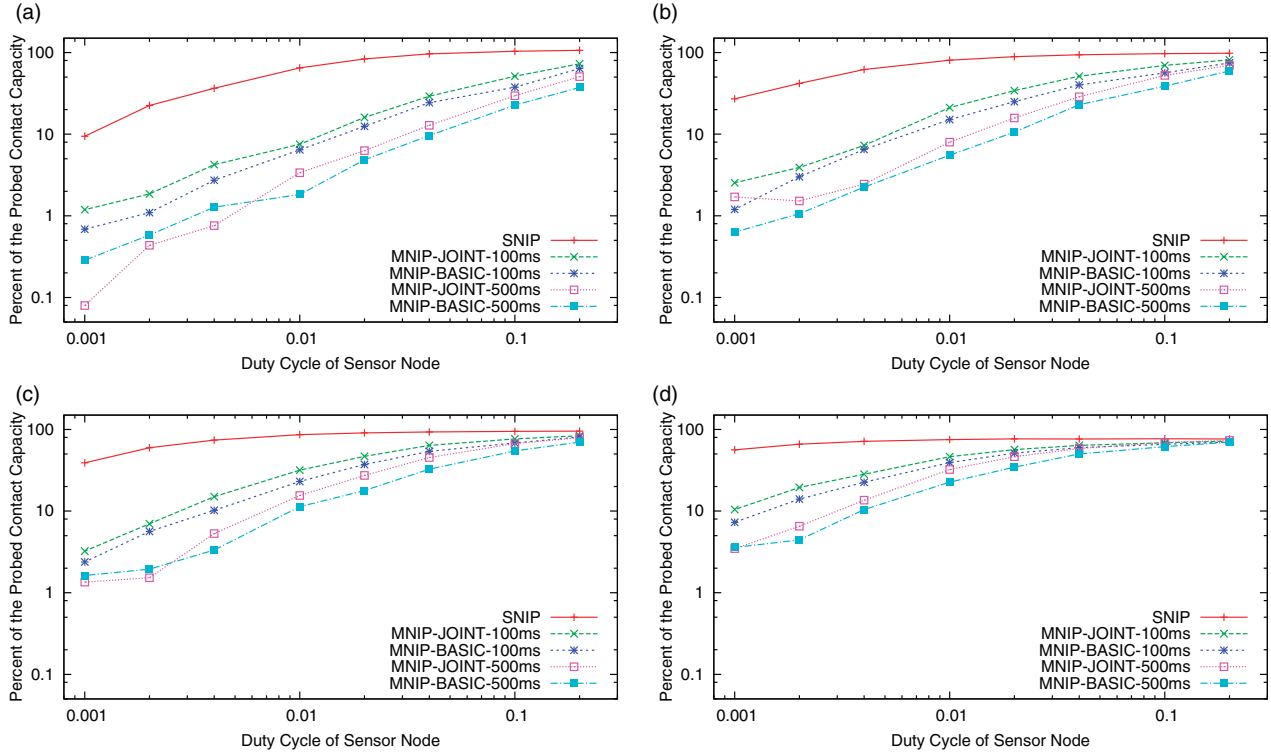 (a)
Percent of the Probed Contact Capacity
100
10
1
0.1
SNIP
MNIP-JOINT-100ms
MNIP-BASIC-100ms
MNIP-JOINT-500ms
MNIP-BASIC-500ms
0.001
0.01
0.1
Duty Cycle of Sensor Node
(b)
Percent of the Probed Contact Capacity
100
10
1
0.1
SNIP
MNIP-JOINT-100ms
MNIP-BASIC-100ms
MNIP-JOINT-500ms
MNIP-BASIC-500ms
0.001
0.01
0.1
Duty Cycle of Sensor Node
(c)
Percent of the Probed Contact Capacity
100
10
1
0.1
SNIP
MNIP-JOINT-100ms
MNIP-BASIC-100ms
MNIP-JOINT-500ms
MNIP-BASIC-500ms
0.001
0.01
0.1
Duty Cycle of Sensor Node
(d)
Percent of the Probed Contact Capacity
100
10
1
0.1
SNIP
MNIP-JOINT-100ms
MNIP-BASIC-100ms
MNIP-JOINT-500ms
MNIP-BASIC-500ms
0.001
0.01
0.1
Duty Cycle of Sensor Node